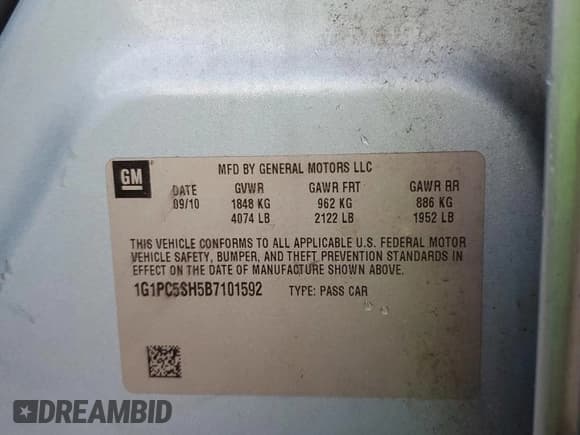 GM
MFD BY GENERAL MOTORS LLC
DATE GVWR GAWR FRT GAWR RR
09/10 1848 KG 962 KG 886 KG
4074 LB 2122 LB 1952 LB
THIS VEHICLE CONFORMS TO ALL APPLICABLE U.S. FEDERAL MOTOR
VEHICLE SAFETY, BUMPER, AND THEFT PREVENTION STANDARDS IN
EFFECT ON THE DATE OF MANUFACTURE SHOWN ABOVE.
1G1PC5SH5B7101592 TYPE: PASS CAR
DREAMBID